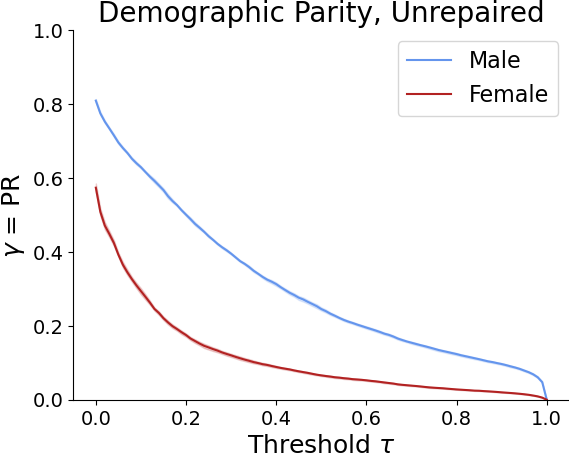 Demographic Parity, Unrepaired
1.0
0.8
0.6
0.4
0.2
0.0
γ = PR
Male
Female
0.0 0.2 0.4 0.6 0.8 1.0
Threshold τ